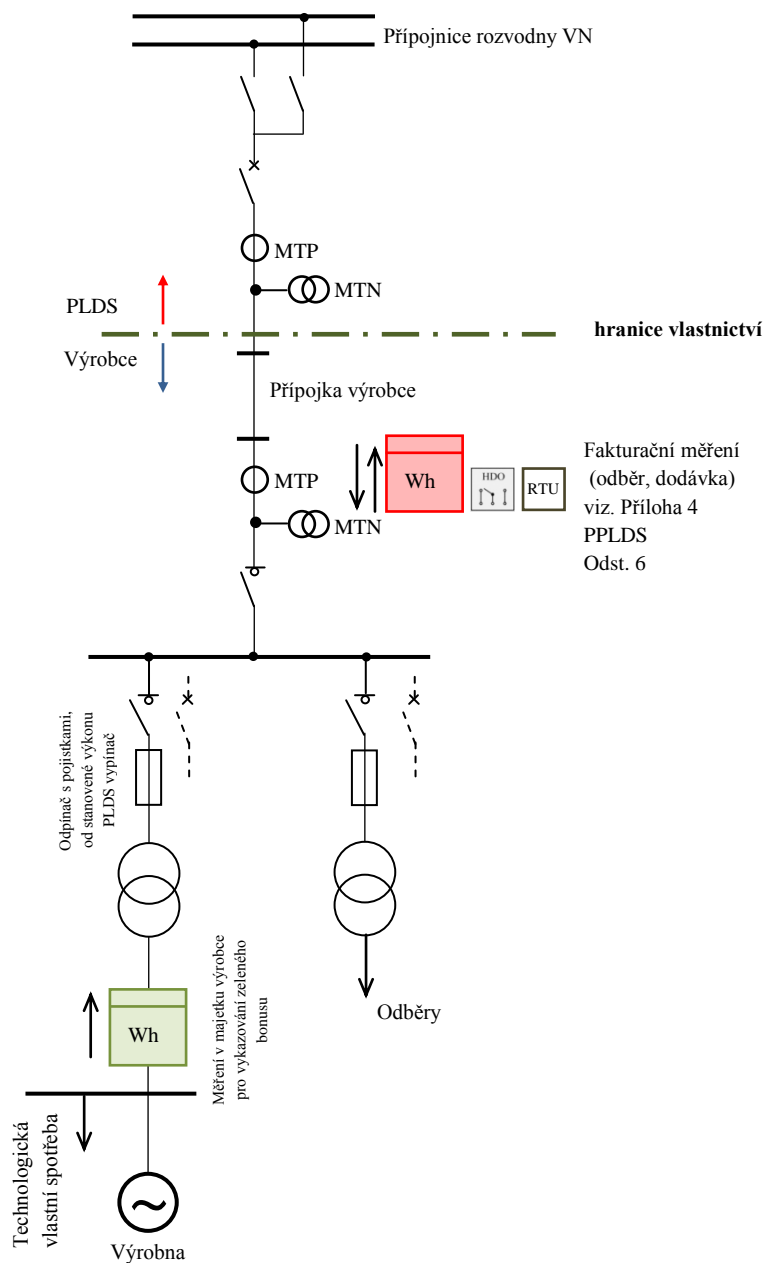 Přípojnice rozvodny VN
MTP
MTN
PLDS
hranice vlastnictví
Výrobce
Přípojka výrobce
MTP
Wh
HDO
RTU
MTN
Fakturační měření
(odběr, dodávka)
viz. Příloha 4
PPLDS
Odst. 6
Odpínač s pojistkami,
od stanovené výkonu
PLDS vypínač
Wh
Měření v majetku výrobce
pro vykazování zeleného
bonusu
Odběry
Technologická
vlastní spotřeba
Výrobna